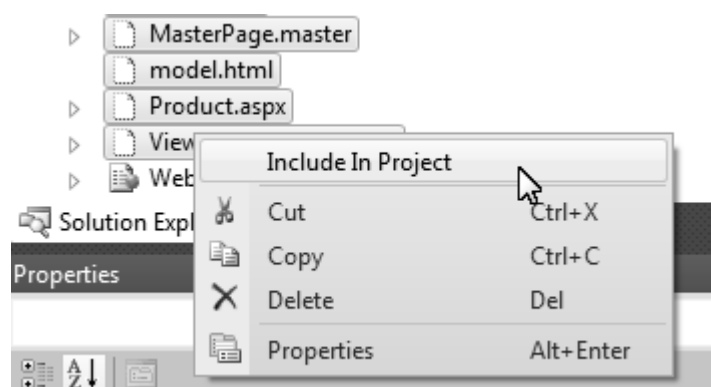 MasterPage.master
model.html
Product.aspx
View
Include In Project
Web
Cut Ctrl+X
Solution Expl
Copy Ctrl+C
Properties
Delete Del
Properties Alt+Enter